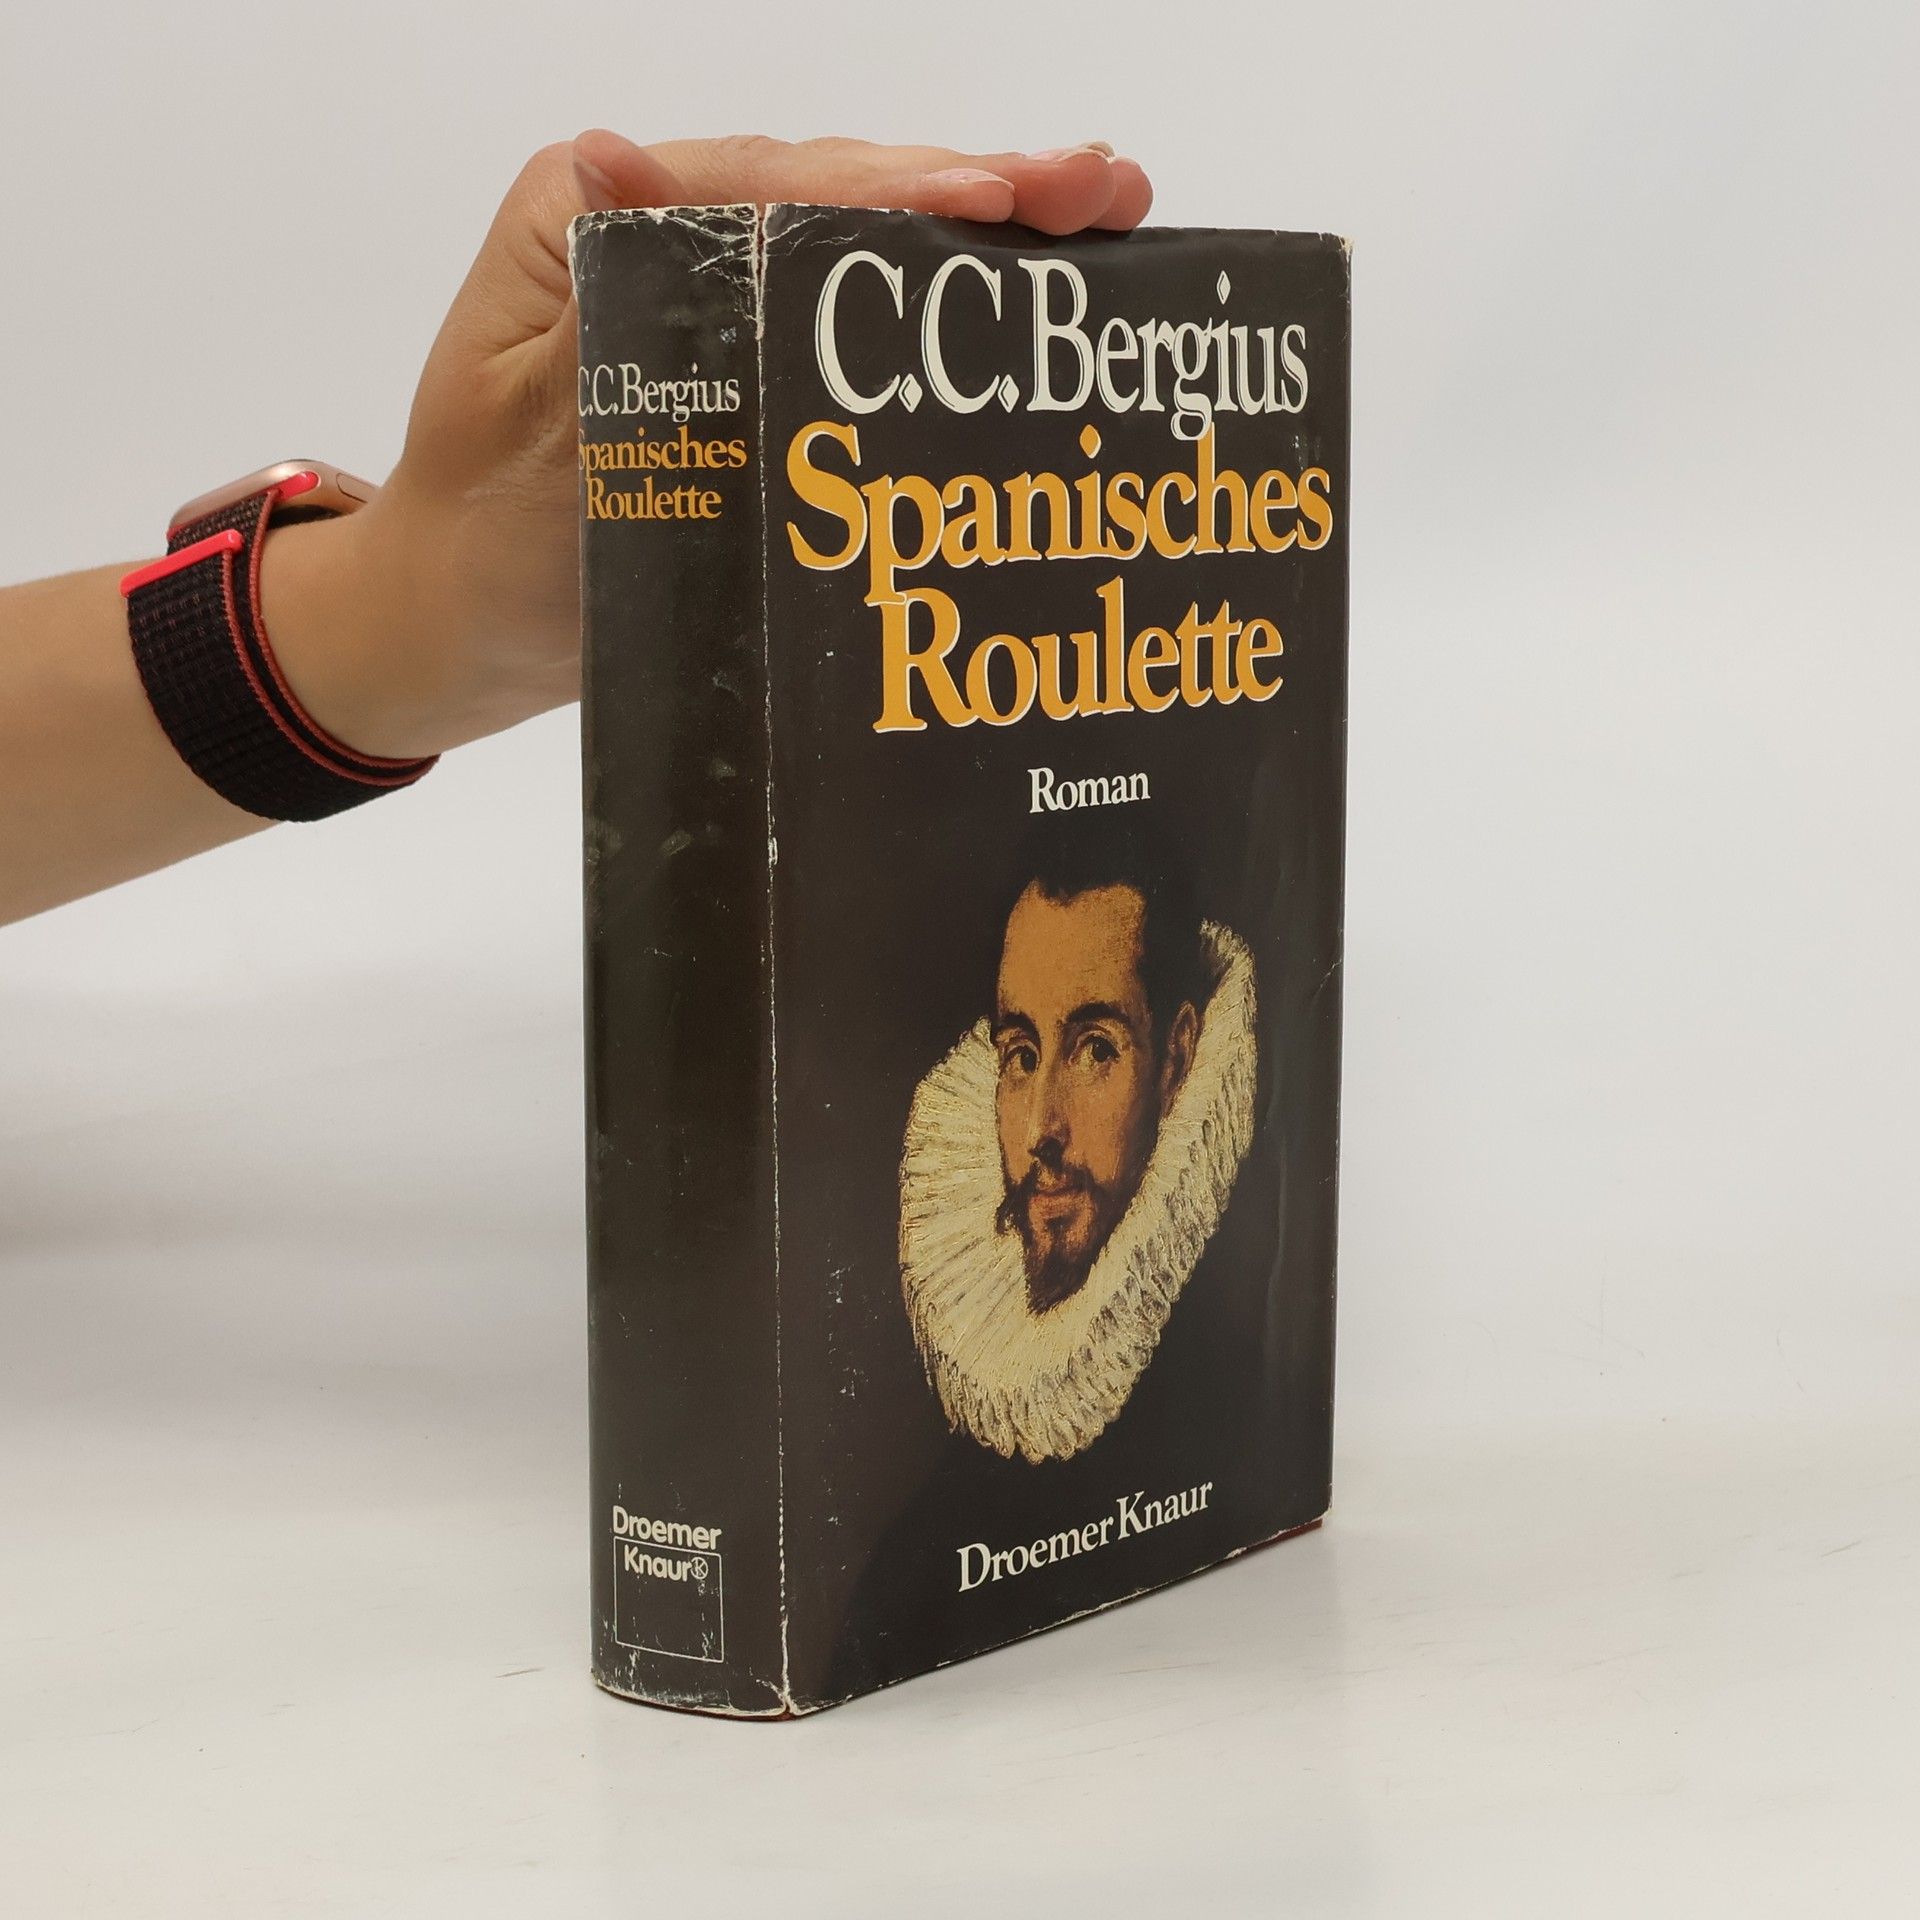 C.C.Bergius
Spanisches
Roulette
Droemer
Knaur
C.C.Bergius
Spanisches
Roulette
Roman
Droemer Knaur